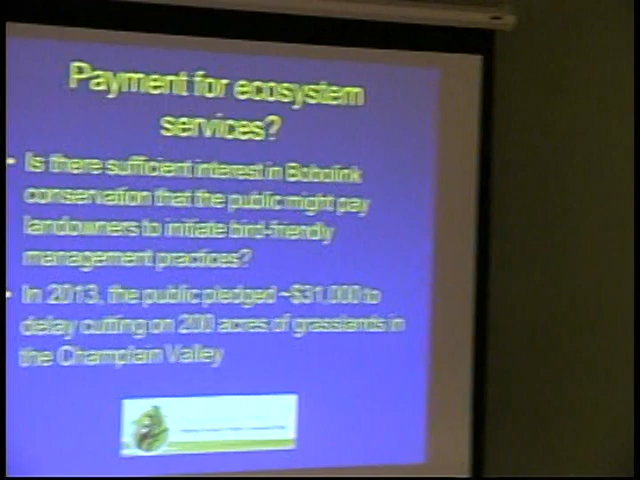 Payment for ecosystem
services?
• Is there sufficient interest in Bobolink
conservation that the public might pay
landowners to initiate bird-friendly
management practices?
• In 2013, the public pledged ~$31,000 to
delay cutting on 200 acres of grasslands in
the Champlain Valley